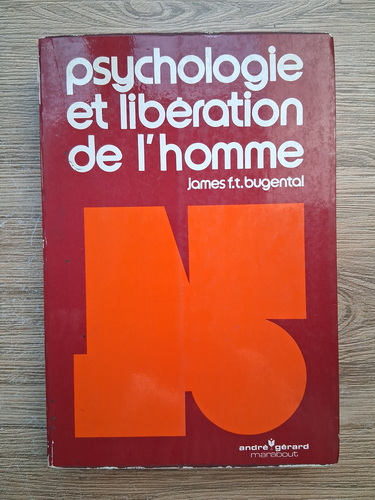 psychologie
et libération
de l'homme
james f.t. bugental
andré gérard
marabout